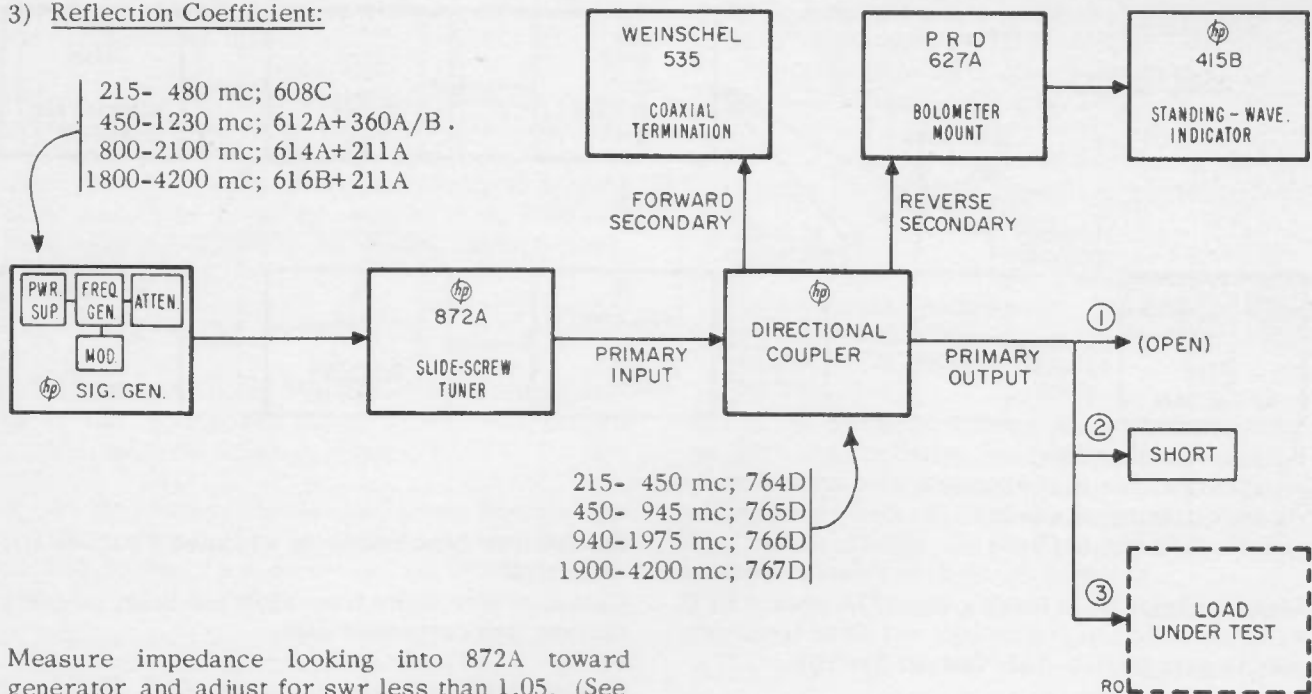 3) Reflection Coefficient:
215- 480 mc; 608C
450-1230 mc; 612A+360A/B.
800-2100 mc; 614A+211A
1800-4200 mc; 616B+211A
WEINSCHEL
535
COAXIAL
TERMINATION
P R D
627A
BOLOMETER
MOUNT
hp
415B
STANDING-WAVE.
INDICATOR
FORWARD
SECONDARY
REVERSE
SECONDARY
PWR.
SUP.
FREQ.
GEN.
ATTEN.
MOD.
hp SIG. GEN.
hp
872A
SLIDE-SCREW
TUNER
PRIMARY
INPUT
hp
DIRECTIONAL
COUPLER
PRIMARY
OUTPUT
①
(OPEN)
②
SHORT
③
LOAD
UNDER TEST
215- 450 mc; 764D
450- 945 mc; 765D
940-1975 mc; 766D
1900-4200 mc; 767D
Measure impedance looking into 872A toward
generator and adjust for swr less than 1.05. (See
RO